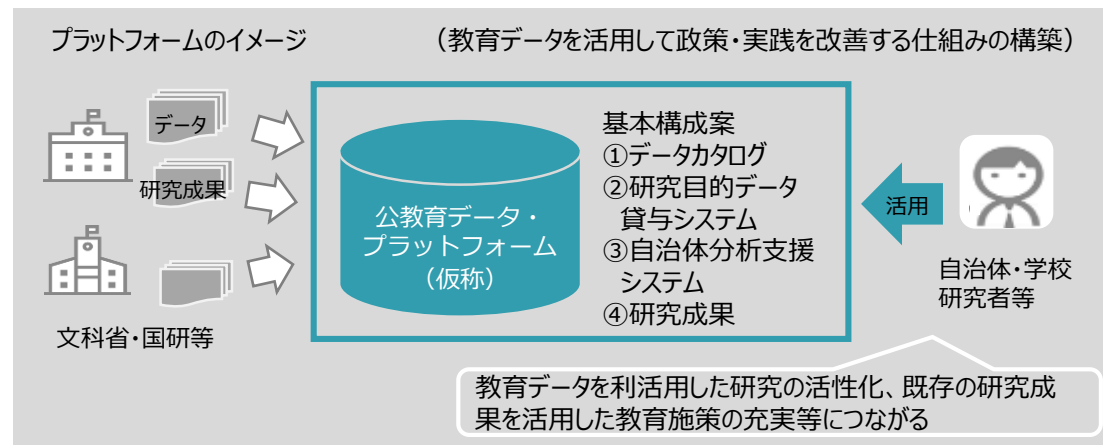 プラットフォームのイメージ
（教育データを活用して政策・実践を改善する仕組みの構築）
データ
研究成果
文科省・国研等
公教育データ・
プラットフォーム
（仮称）
基本構成案
①データカタログ
②研究目的データ
貸与システム
③自治体分析支援
システム
④研究成果
活用
自治体・学校
研究者等
教育データを利活用した研究の活性化、既存の研究成
果を活用した教育施策の充実等につながる